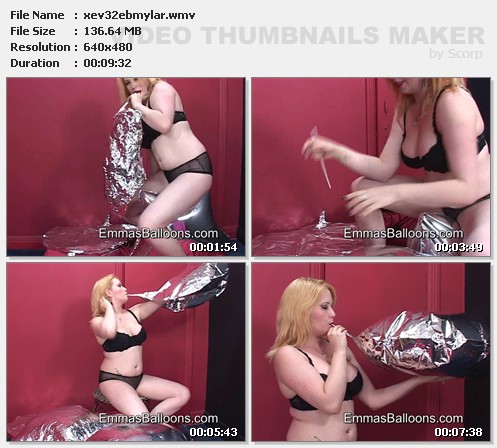 File Name : xev32ebmylar.wmv
File Size : 136.64 MB
Resolution : 640x480
Duration : 00:09:32
VIDEO THUMBNAILS MAKER
by Scorp
EmmasBalloons.com
00:01:54
EmmasBalloons.com
00:03:49
EmmasBalloons.com
00:05:43
EmmasBalloons.com
00:07:38